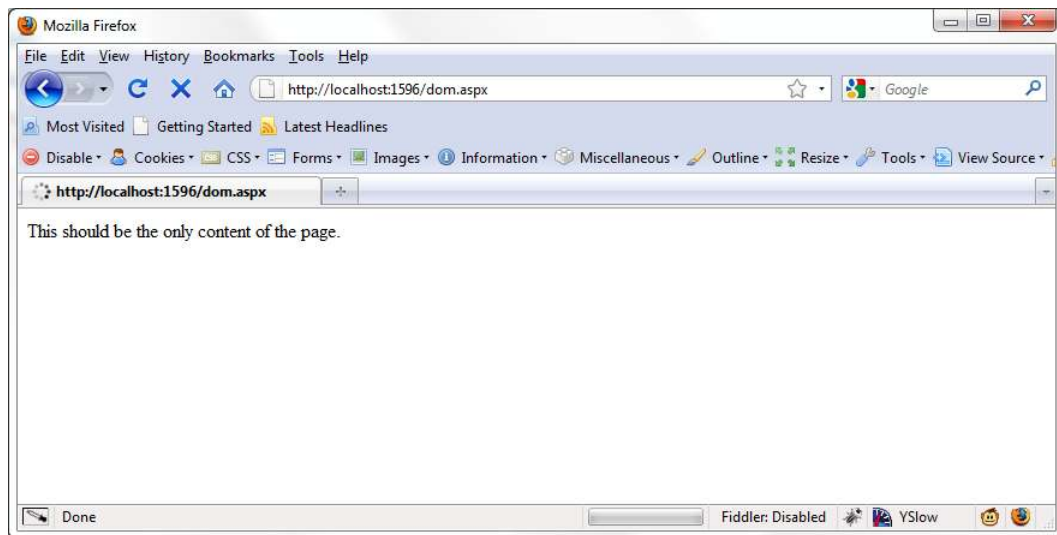 Mozilla Firefox
File Edit View History Bookmarks Tools Help
http://localhost:1596/dom.aspx Google
Most Visited Getting Started Latest Headlines
Disable Cookies CSS Forms Images Information Miscellaneous Outline Resize Tools View Source
http://localhost:1596/dom.aspx
This should be the only content of the page.
Done Fiddler: Disabled YSlow